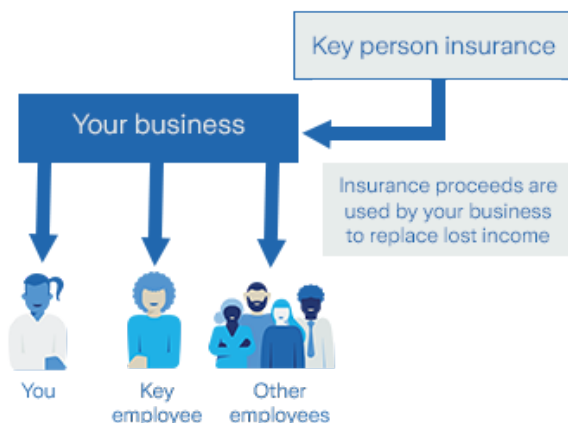 Key person insurance
Your business
Insurance proceeds are
used by your business
to replace lost income
You
Key
employee
Other
employees